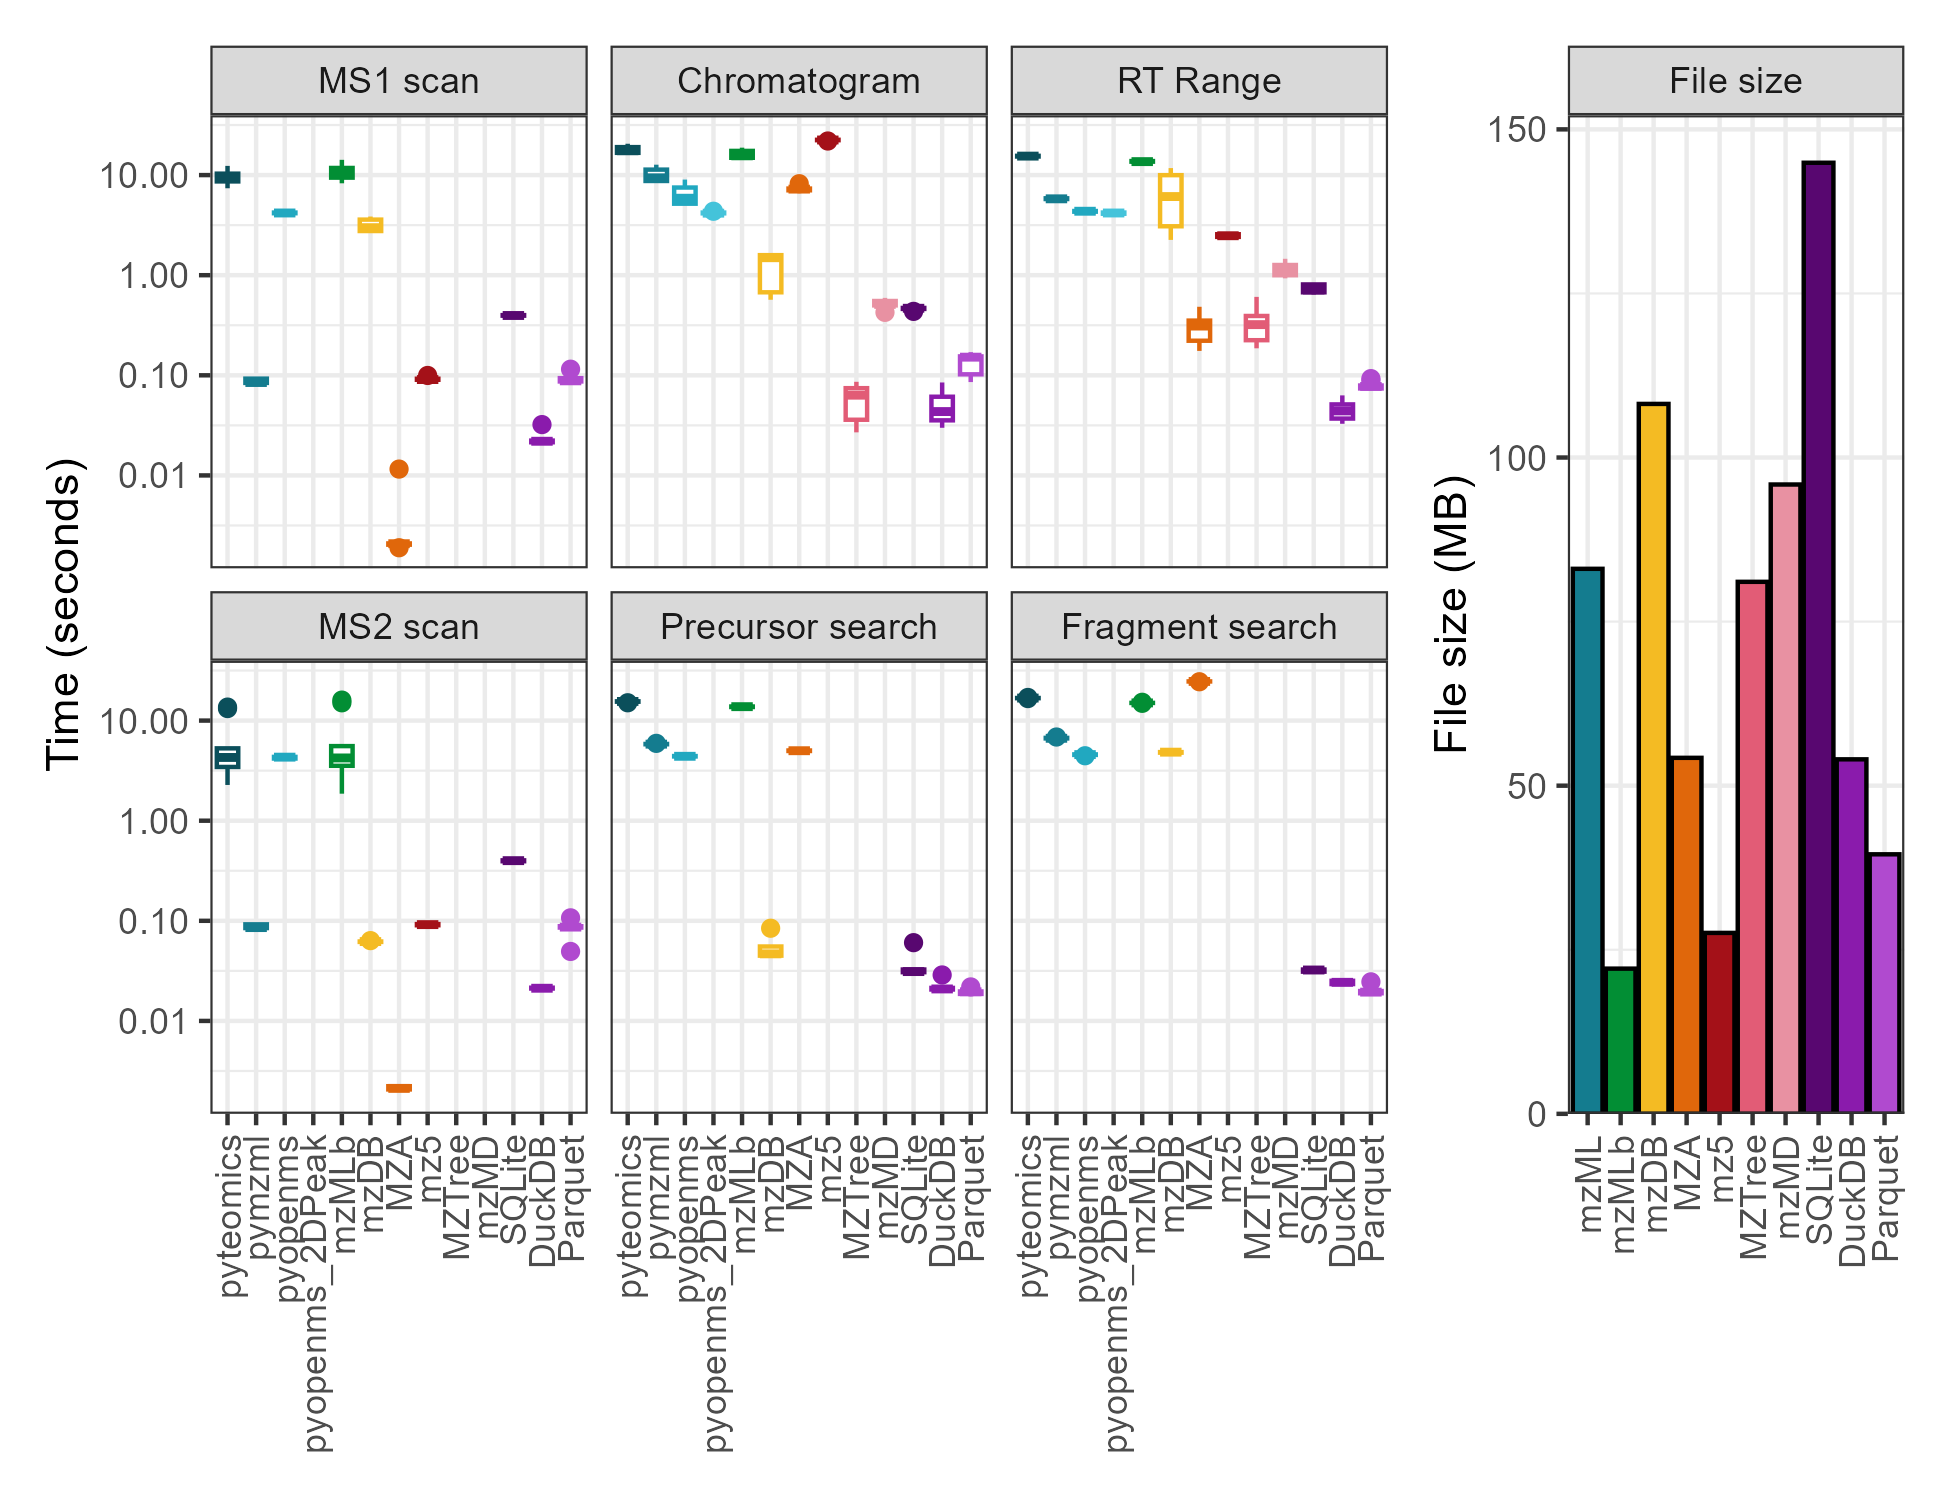 MS1 scan
Chromatogram
RT Range
File size
Time (seconds)
10.00
1.00
0.10
0.01
MS2 scan
Precursor search
Fragment search
10.00
1.00
0.10
0.01
pyteomics
pymzml
pyopenms
pyopenms_2DPeak
mzMLb
mzDB
MZA
mz5
MZTree
mzMD
SQLite
DuckDB
Parquet
pyteomics
pymzml
pyopenms
pyopenms_2DPeak
mzMLb
mzDB
MZA
mz5
MZTree
mzMD
SQLite
DuckDB
Parquet
pyteomics
pymzml
pyopenms
pyopenms_2DPeak
mzMLb
mzDB
MZA
mz5
MZTree
mzMD
SQLite
DuckDB
Parquet
File size (MB)
150
100
50
0
mzML
mzMLb
mzDB
MZA
mz5
MZTree
mzMD
SQLite
DuckDB
Parquet